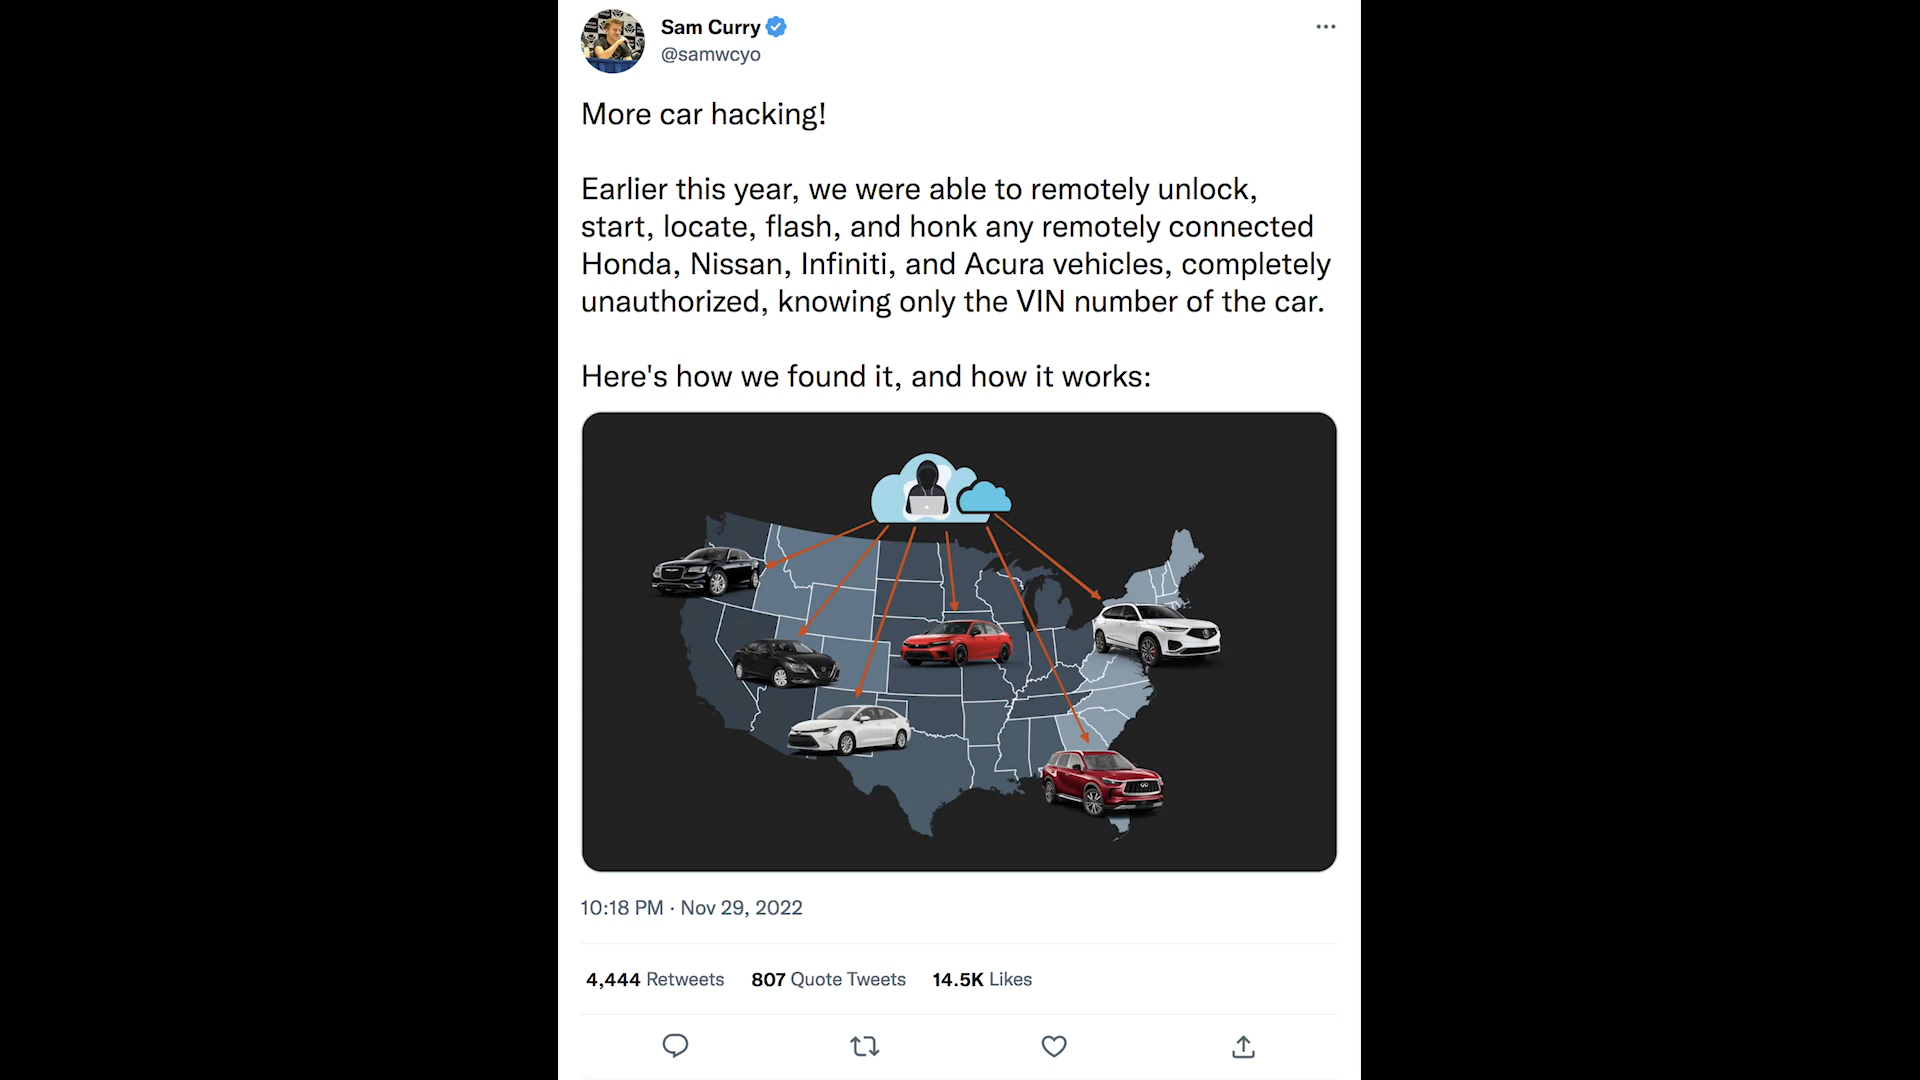 Sam Curry
@samwcyo
More car hacking!
Earlier this year, we were able to remotely unlock,
start, locate, flash, and honk any remotely connected
Honda, Nissan, Infiniti, and Acura vehicles, completely
unauthorized, knowing only the VIN number of the car.
Here's how we found it, and how it works:
10:18 PM · Nov 29, 2022
4,444 Retweets 807 Quote Tweets 14.5K Likes